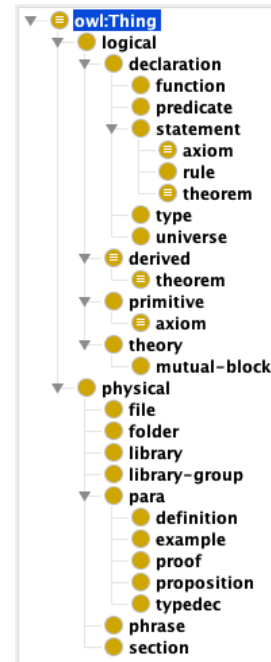 owl:Thing
logical
declaration
function
predicate
statement
axiom
rule
theorem
type
universe
derived
theorem
primitive
axiom
theory
mutual-block
physical
file
folder
library
library-group
para
definition
example
proof
proposition
typedec
phrase
section